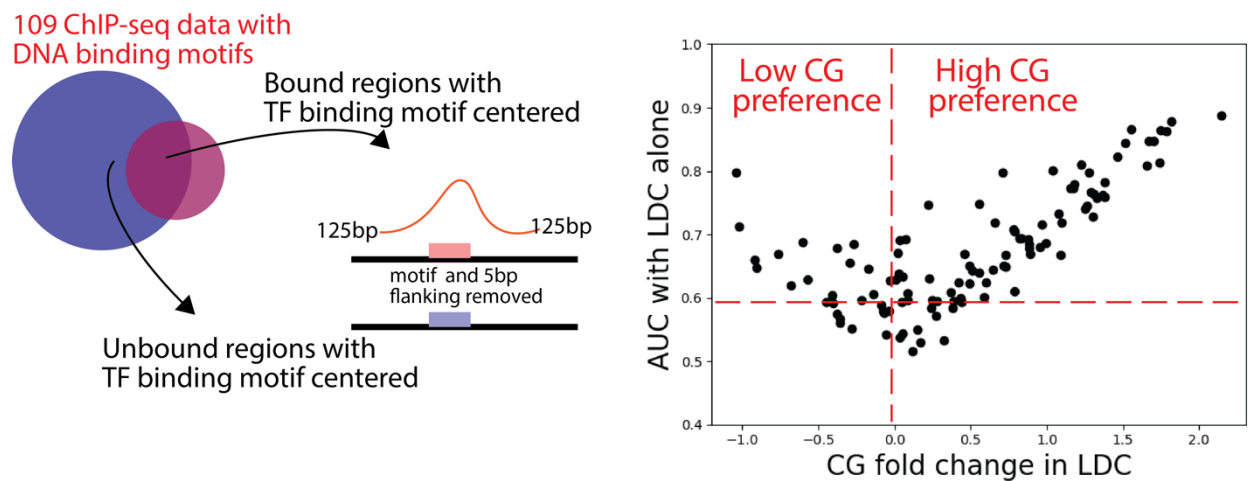 109 ChIP-seq data with
DNA binding motifs
Bound regions with
TF binding motif centered
125bp
125bp
motif and 5bp
flanking removed
Unbound regions with
TF binding motif centered
Low CG
preference
High CG
preference
AUC with LDC alone
1.0
0.9
0.8
0.7
0.6
0.5
0.4
−1.0
−0.5
0.0
0.5
1.0
1.5
2.0
CG fold change in LDC